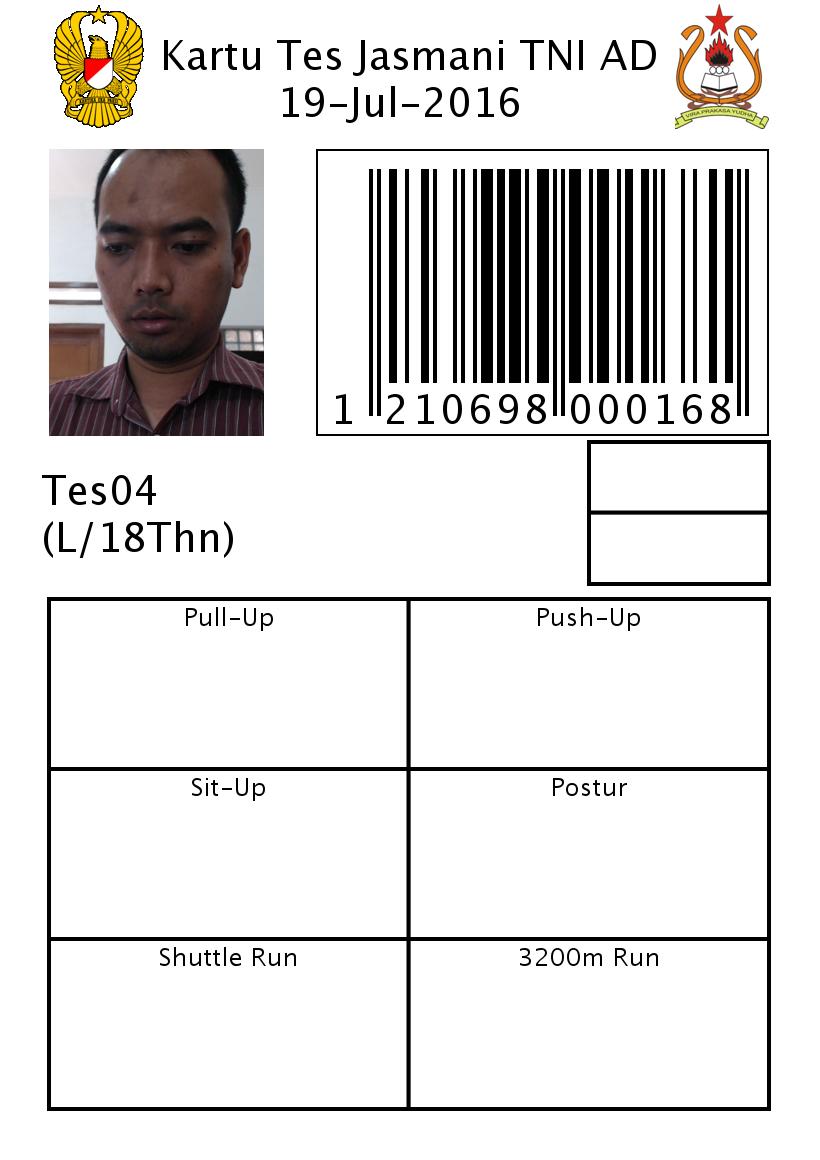 Kartu Tes Jasmani TNI AD
19-Jul-2016
VIRA PRAKASA YUDHA
1 210698 000168
Tes04
(L/18Thn)
Pull-Up
Push-Up
Sit-Up
Postur
Shuttle Run
3200m Run